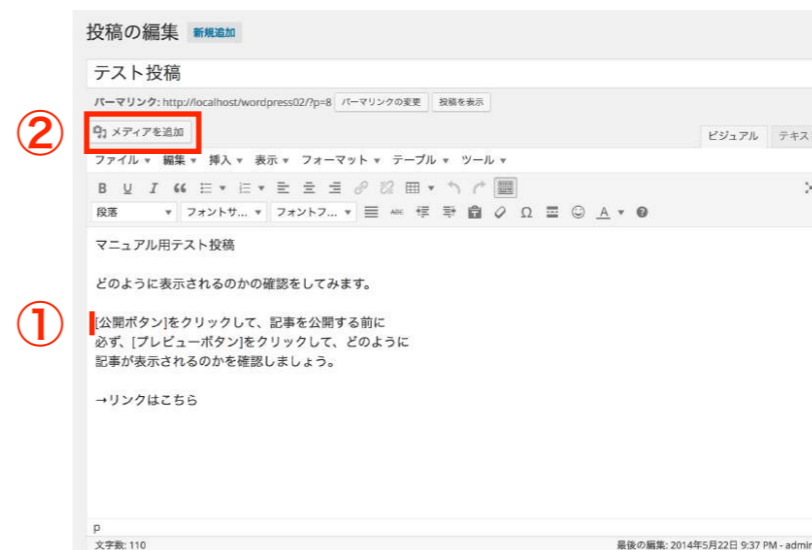 投稿の編集 新規追加
テスト投稿
パーマリンク: http://localhost/wordpress02/?p=8 パーマリンクの変更 投稿を表示
②
メディアを追加
ビジュアル テキス
ファイル 編集 挿入 表示 フォーマット テーブル ツール
B U I
段落 フォントサ... フォントフ... ABC Ω A
マニュアル用テスト投稿
どのように表示されるのかの確認をしてみます。
①
[公開ボタン]をクリックして、記事を公開する前に
必ず、[プレビューボタン]をクリックして、どのように
記事が表示されるのかを確認しましょう。
→リンクはこちら
p
文字数: 110 最後の編集: 2014年5月22日 9:37 PM - admin